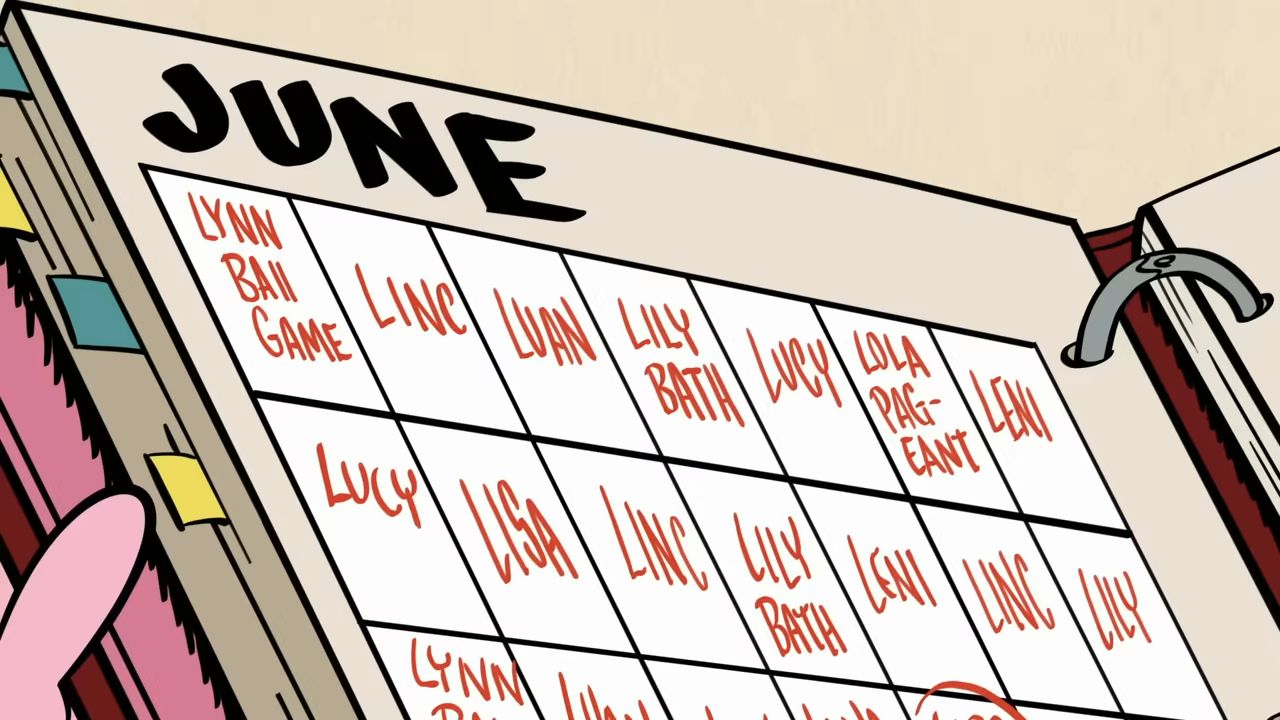 JUNE
LYNN
BALL
GAME
LINC
LUAN
LILY
BATH
LUCY
LOLA
PAG-
EANT
LENI
LUCY
LISA
LINC
LILY
BATH
LENI
LINC
LILY
LYNN
LUAN